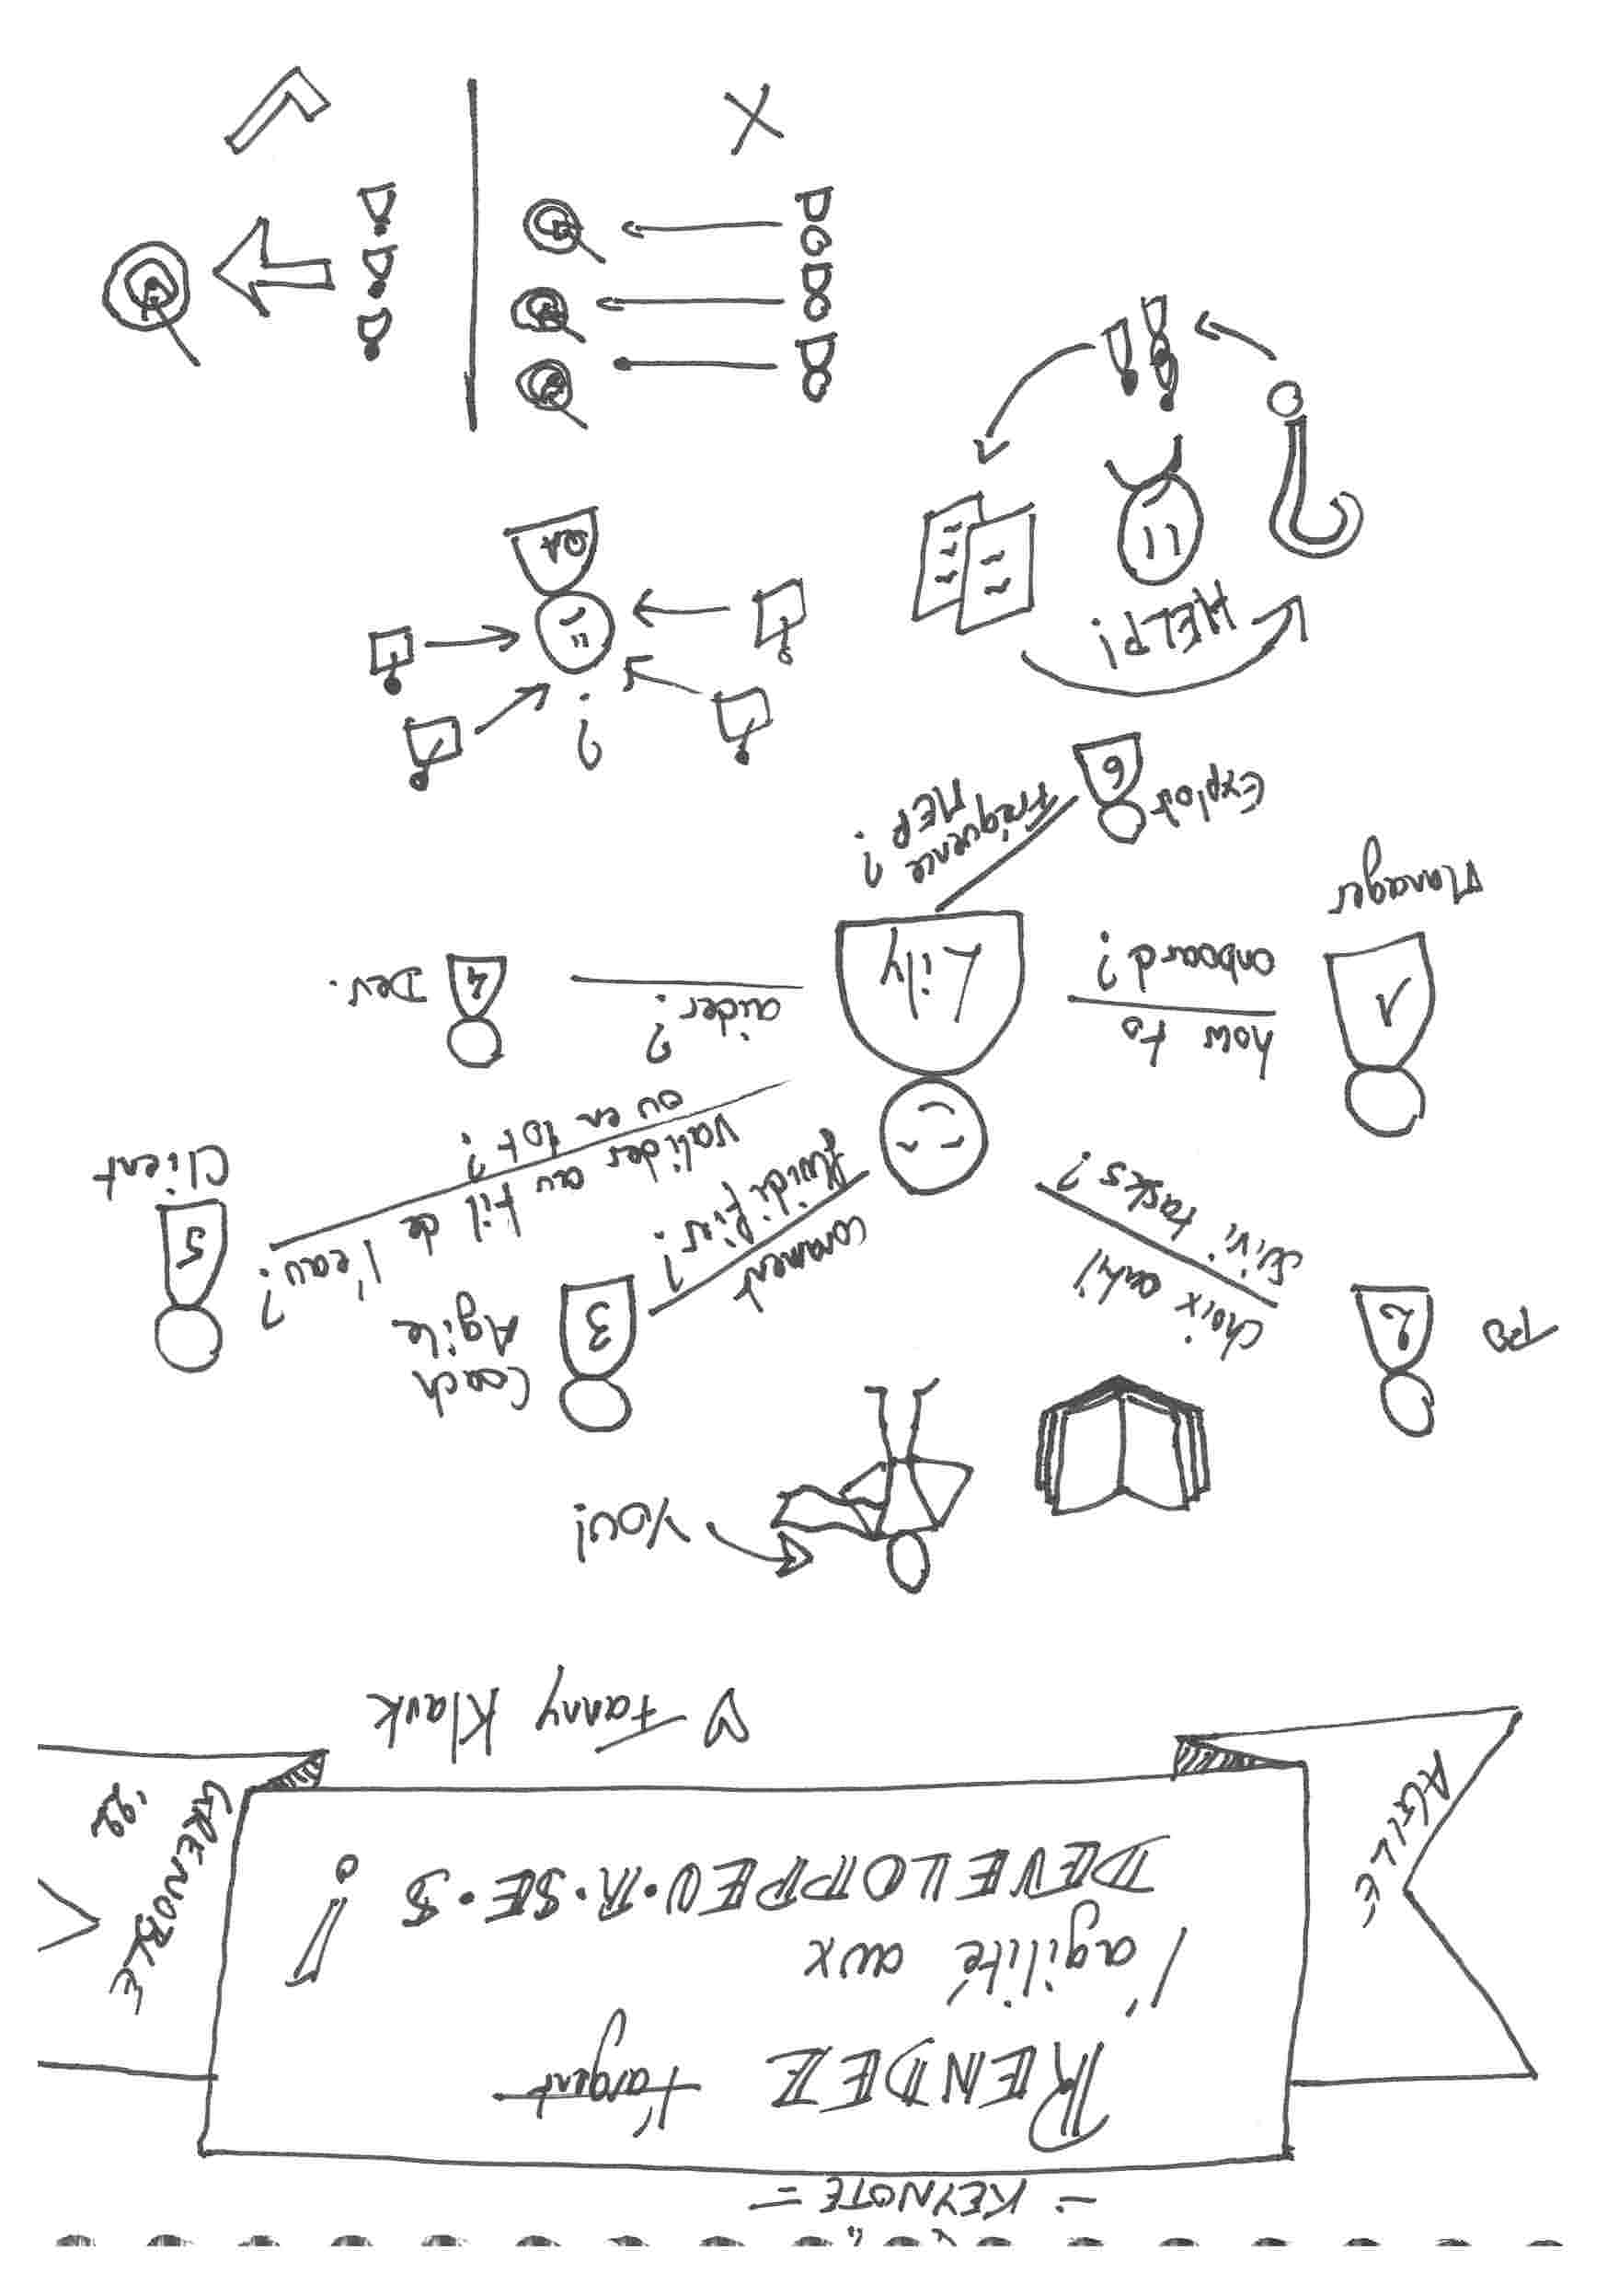 KEYNOTE
RENDEZ l'argent
l'agilité aux
DEVELOPPEU·R·SE·S !
AGILE
GRENOBLE
'22
Fanny Klauk
YOU!
PO
2
choix outil
suivi tasks?
3
Coach
Agile
comment
fluidifier?
5
Client
valider au fil de l'eau?
ou en lot?
1
Manager
how to
onboard?
Lily
aider?
4
Dev.
Exploit
6
Fréquence
MEP?
HELP!
?
?
QA